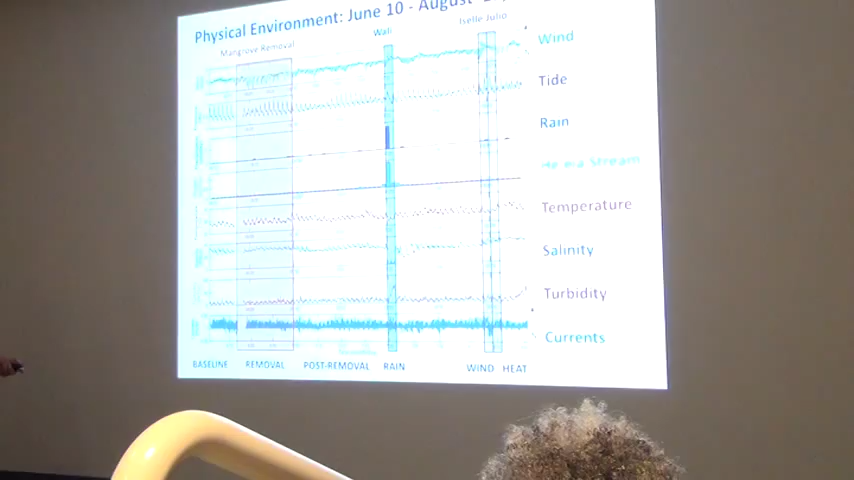 Physical Environment: June 10 - August
Mangrove Removal
Wali
Iselle Julio
Wind
Tide
Rain
Stream
Temperature
Salinity
Turbidity
Currents
BASELINE REMOVAL POST-REMOVAL RAIN WIND HEAT